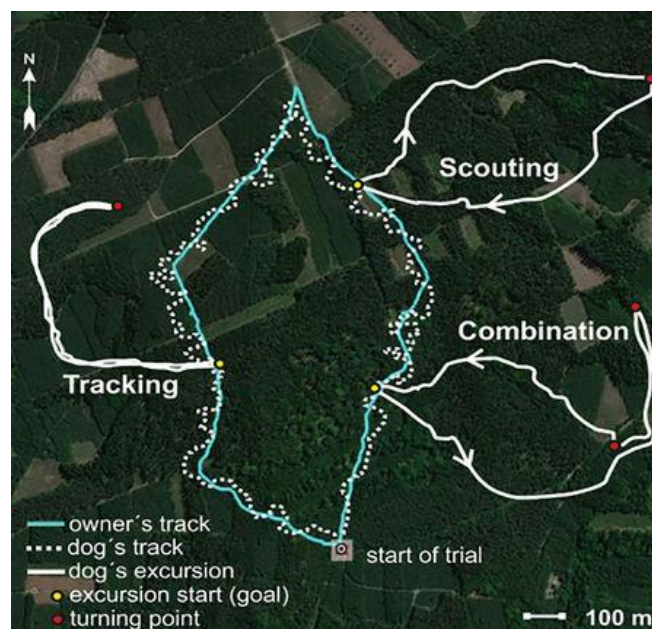 N
Scouting
Combination
Tracking
owner´s track
dog´s track
start of trial
dog´s excursion
excursion start (goal)
turning point
100 m